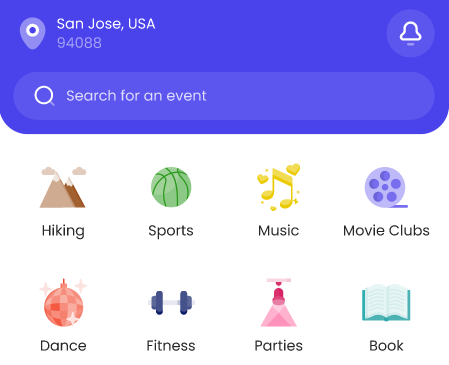 San Jose, USA
94088
Search for an event
Hiking
Sports
Music
Movie Clubs
Dance
Fitness
Parties
Book